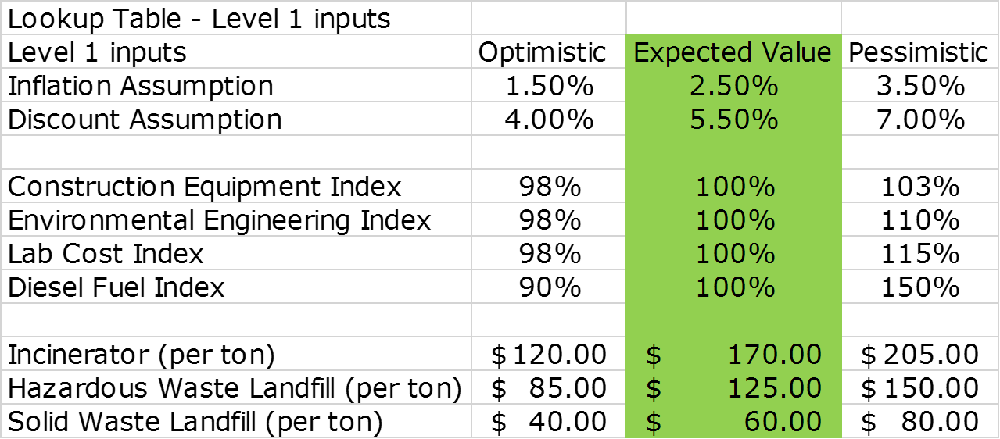 Lookup Table - Level 1 inputs
Level 1 inputs Optimistic Expected Value Pessimistic
Inflation Assumption 1.50% 2.50% 3.50%
Discount Assumption 4.00% 5.50% 7.00%
Construction Equipment Index 98% 100% 103%
Environmental Engineering Index 98% 100% 110%
Lab Cost Index 98% 100% 115%
Diesel Fuel Index 90% 100% 150%
Incinerator (per ton) $ 120.00 $ 170.00 $ 205.00
Hazardous Waste Landfill (per ton) $ 85.00 $ 125.00 $ 150.00
Solid Waste Landfill (per ton) $ 40.00 $ 60.00 $ 80.00